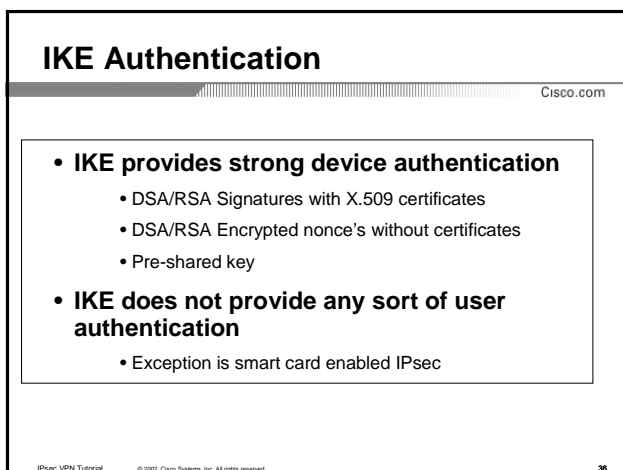 IKE Authentication
Cisco.com
• IKE provides strong device authentication
• DSA/RSA Signatures with X.509 certificates
• DSA/RSA Encrypted nonce's without certificates
• Pre-shared key
• IKE does not provide any sort of user
authentication
• Exception is smart card enabled IPsec
IPsec VPN Tutorial © 2002, Cisco Systems, Inc. All rights reserved. 36